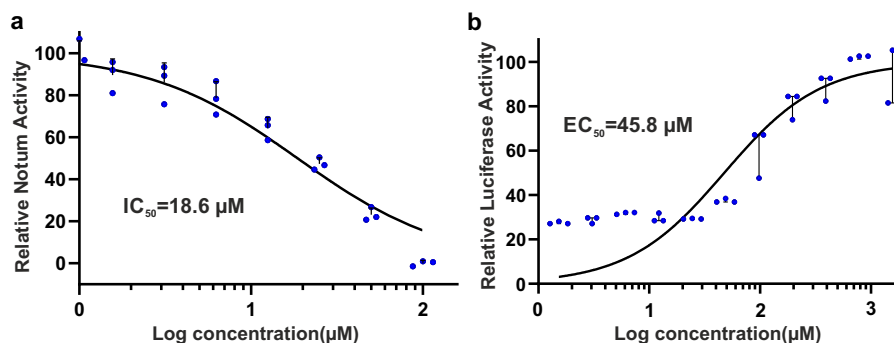 a
Relative Notum Activity
100
80
60
40
20
0
IC50=18.6 µM
0
1
2
Log concentration(µM)
b
Relative Luciferase Activity
100
80
60
40
20
0
EC50=45.8 µM
0
1
2
3
Log concentration(µM)